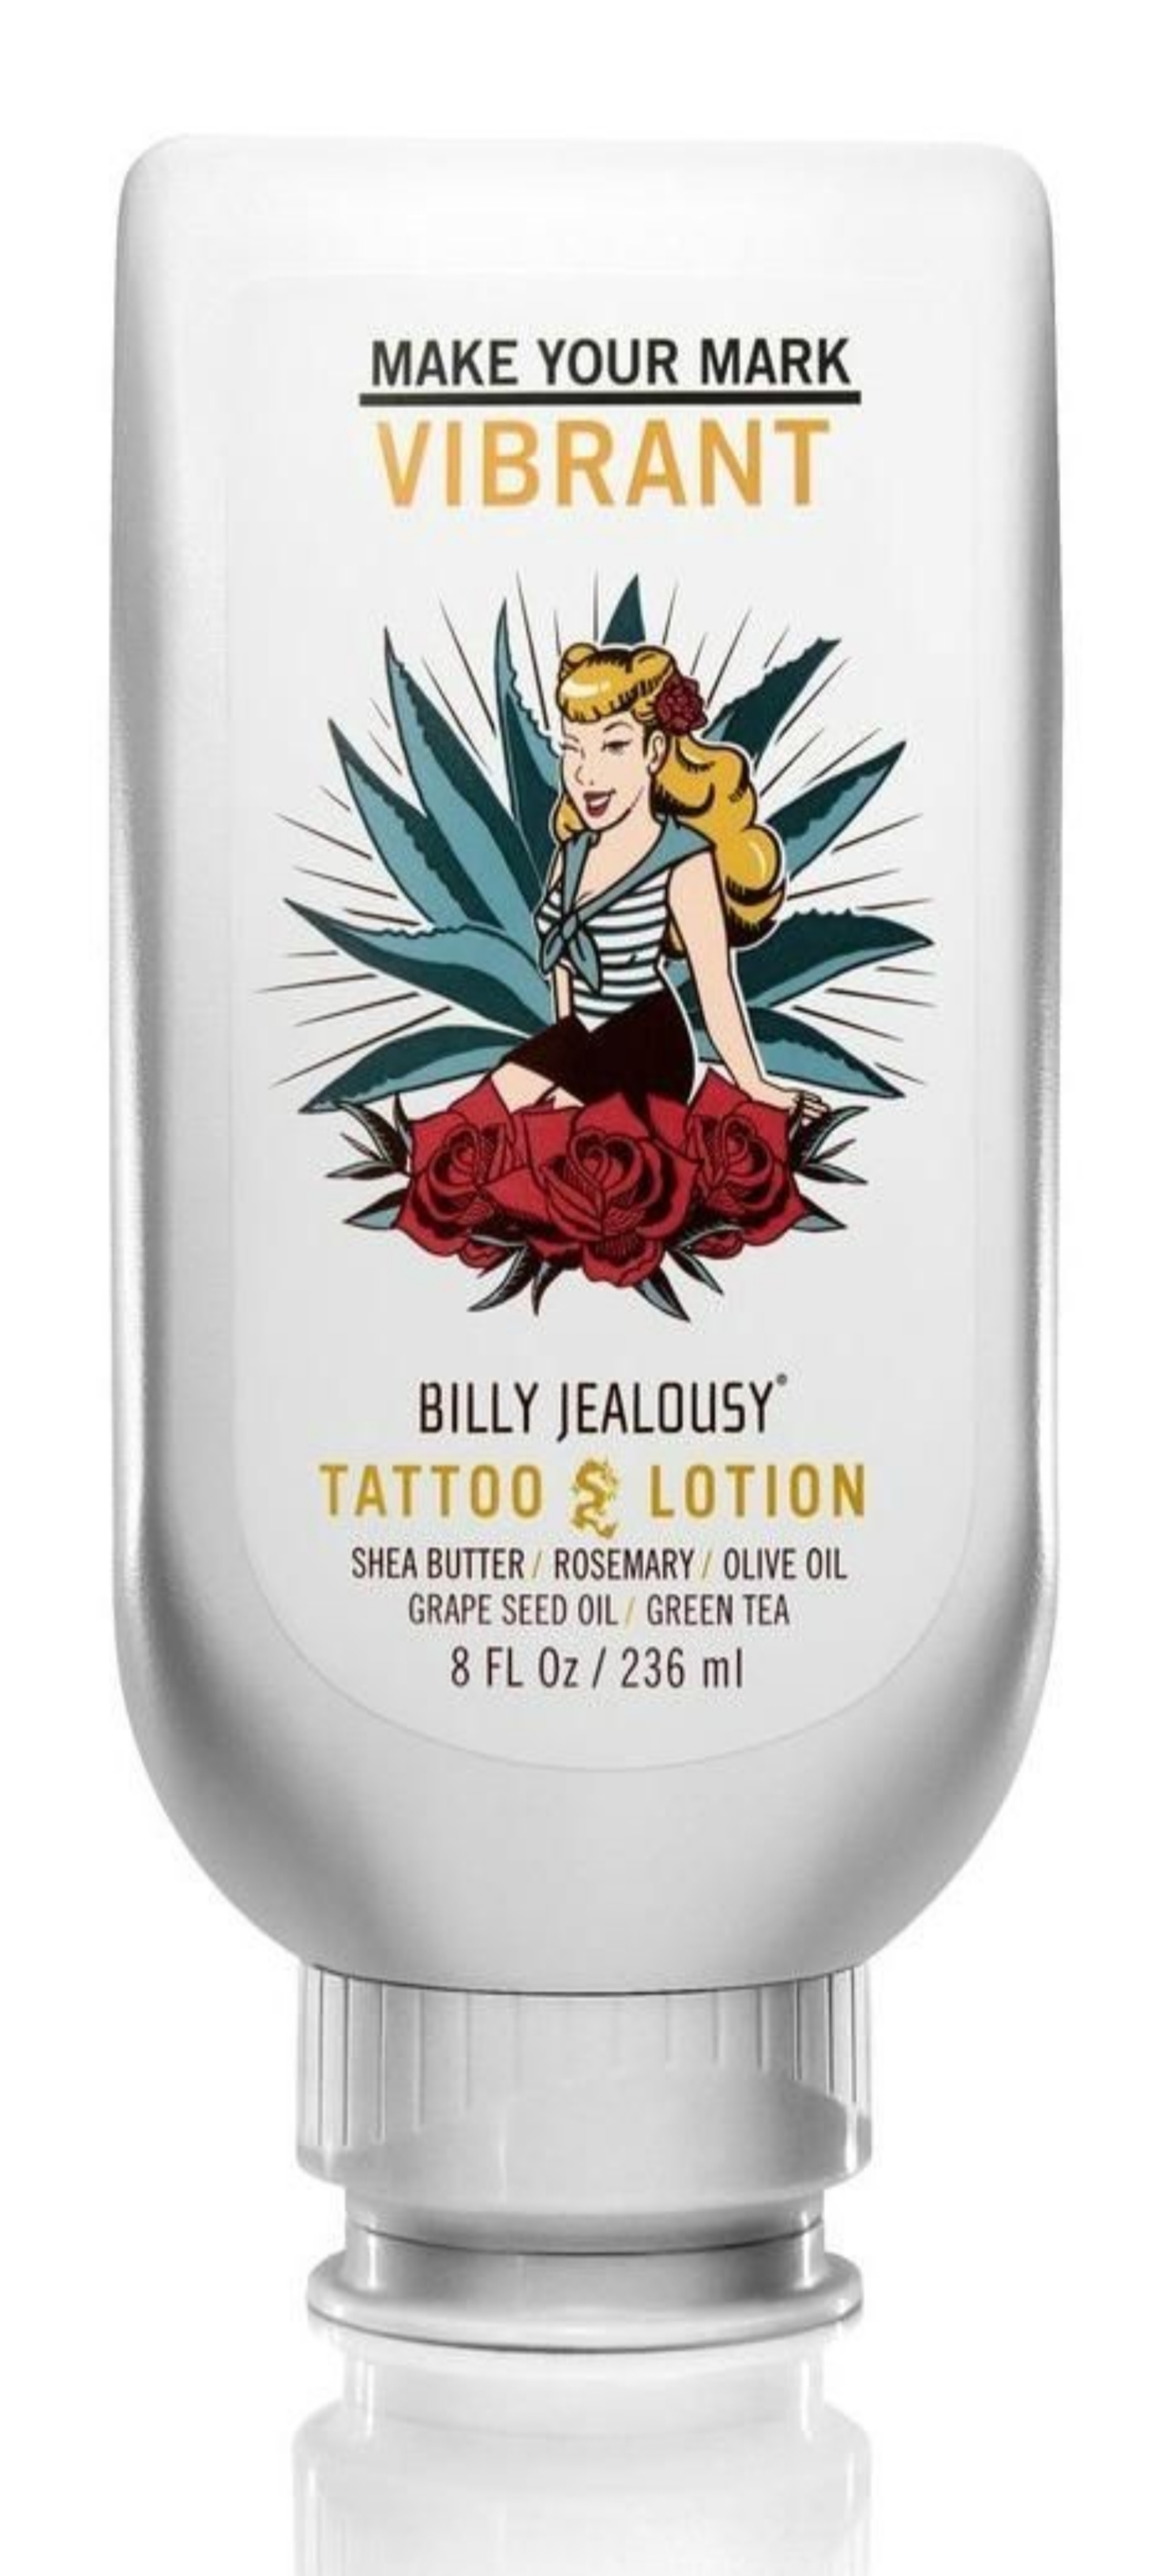 MAKE YOUR MARK
VIBRANT
BILLY JEALOUSY®
TATTOO LOTION
SHEA BUTTER / ROSEMARY / OLIVE OIL
GRAPE SEED OIL / GREEN TEA
8 FL Oz / 236 ml